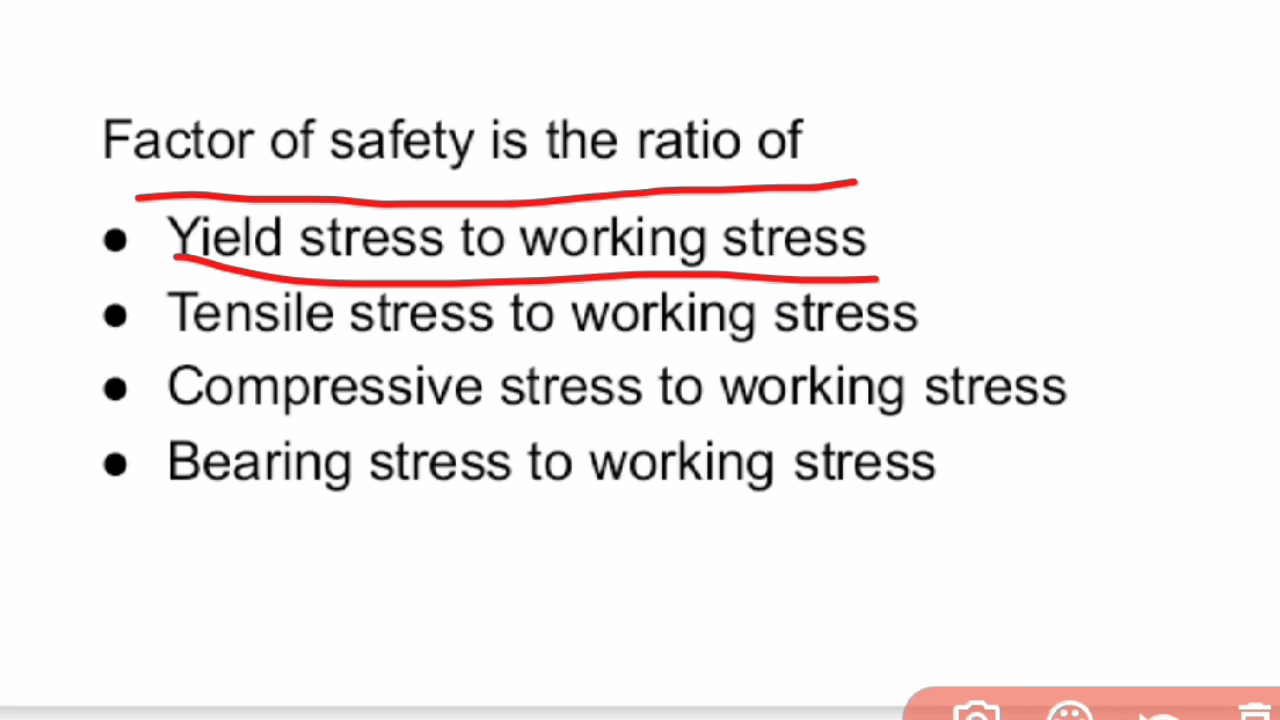 Factor of safety is the ratio of
● Yield stress to working stress
● Tensile stress to working stress
● Compressive stress to working stress
● Bearing stress to working stress